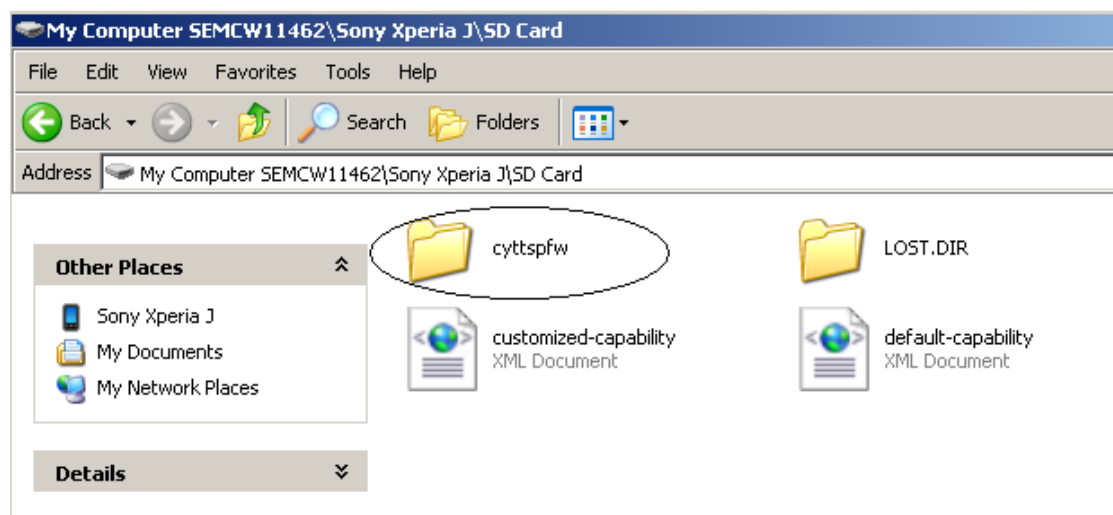 My Computer SEMCW11462\Sony Xperia J\SD Card
File Edit View Favorites Tools Help
Back Search Folders
Address My Computer SEMCW11462\Sony Xperia J\SD Card
Other Places
Sony Xperia J
My Documents
My Network Places
Details
cyttspfw
LOST.DIR
customized-capability
XML Document
default-capability
XML Document